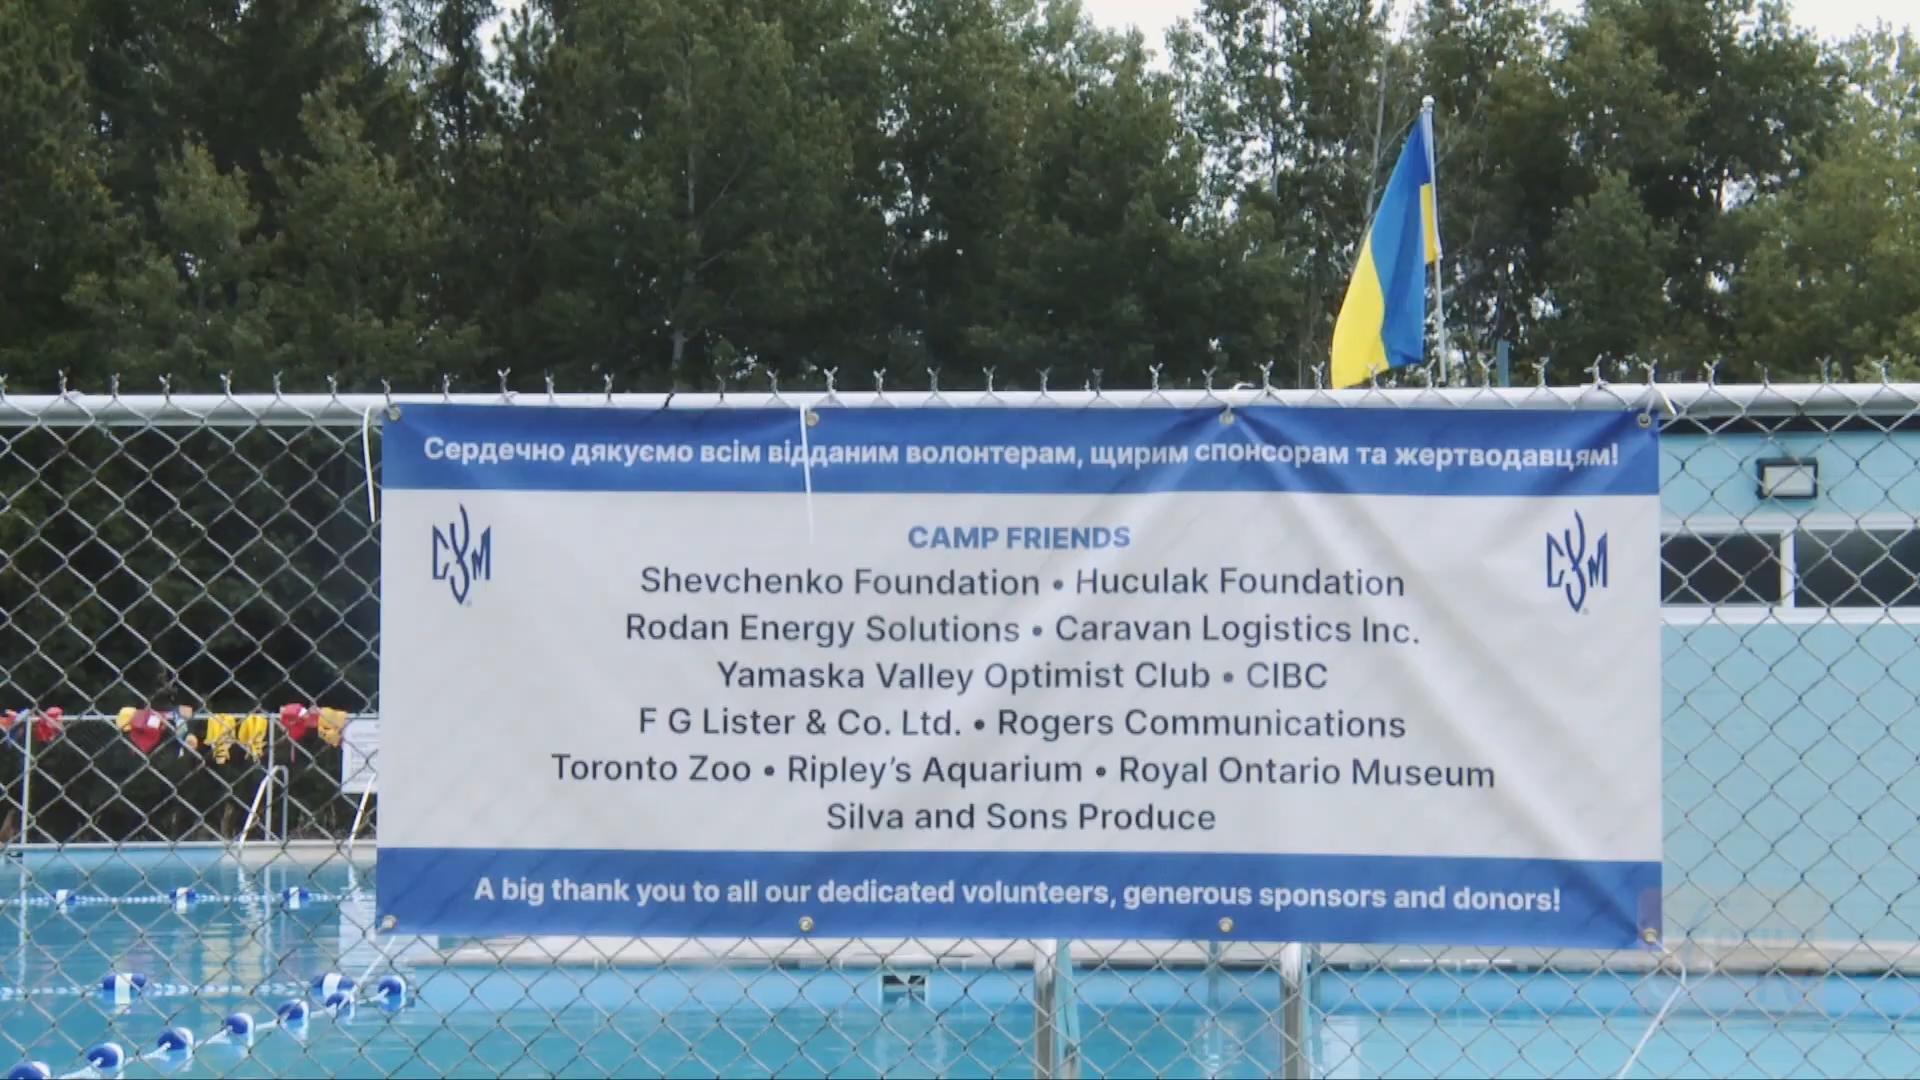 Сердечно дякуємо всім відданим волонтерам, щирим спонсорам та жертводавцям!
СУМ СУМ
CAMP FRIENDS
Shevchenko Foundation • Huculak Foundation
Rodan Energy Solutions • Caravan Logistics Inc.
Yamaska Valley Optimist Club • CIBC
F G Lister & Co. Ltd. • Rogers Communications
Toronto Zoo • Ripley’s Aquarium • Royal Ontario Museum
Silva and Sons Produce
A big thank you to all our dedicated volunteers, generous sponsors and donors!